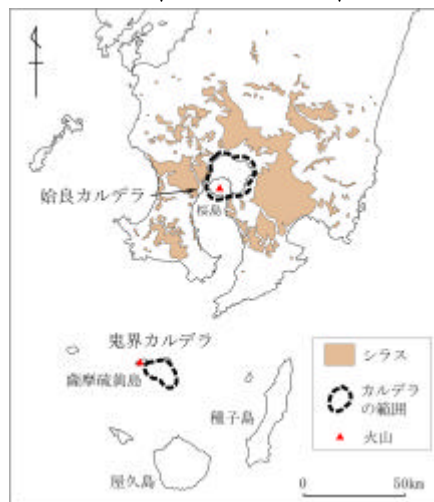 姶良カルデラ
桜島
鬼界カルデラ
薩摩硫黄島
種子島
屋久島
シラス
カルデラ
の範囲
火山
0 50km